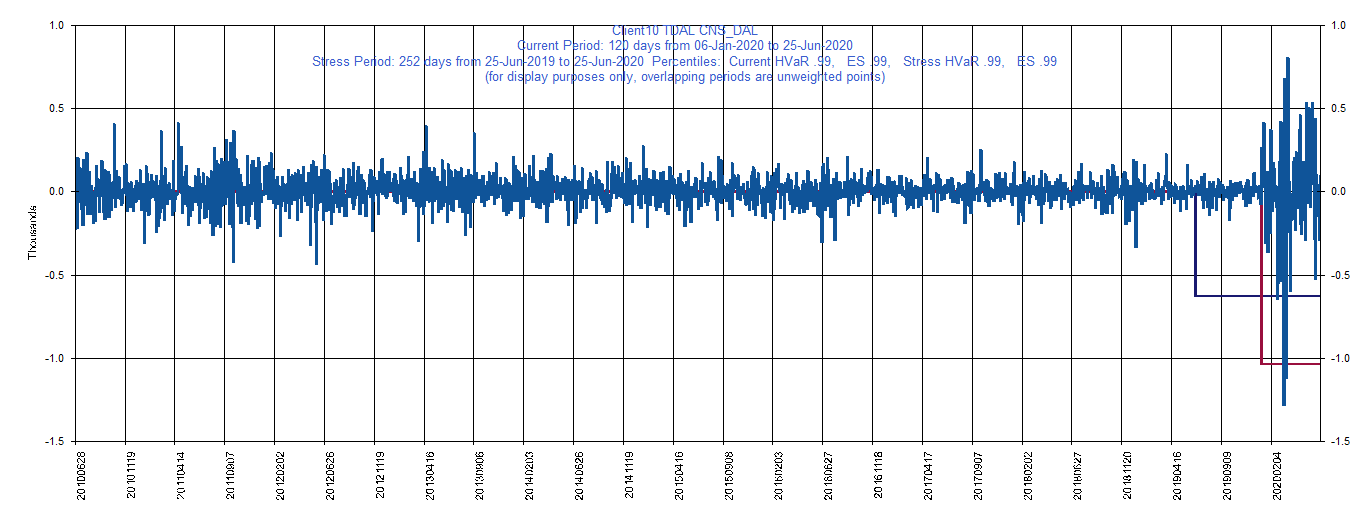 Client10 TDAL CNS_DAL
Current Period: 120 days from 06-Jan-2020 to 25-Jun-2020
Stress Period: 252 days from 25-Jun-2019 to 25-Jun-2020 Percentiles: Current HVaR .99, ES .99, Stress HVaR .99, ES .99
(for display purposes only, overlapping periods are unweighted points)
1.0 1.0
0.5 0.5
0.0 0.0
-0.5 -0.5
-1.0 -1.0
-1.5 -1.5
Thousands
20100628 20101119 20110414 20110907 20120202 20120626 20121119 20130416 20130906 20140203 20140626 20141119 20150416 20150908 20160203 20160627 20161118 20170417 20170907 20180202 20180627 20181120 20190416 20190909 20200204